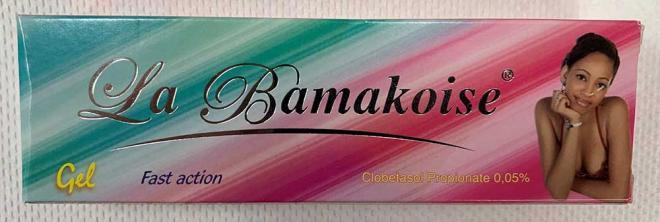 La Bamakoise®
Gel
Fast action
Clobetasol Propionate 0,05%